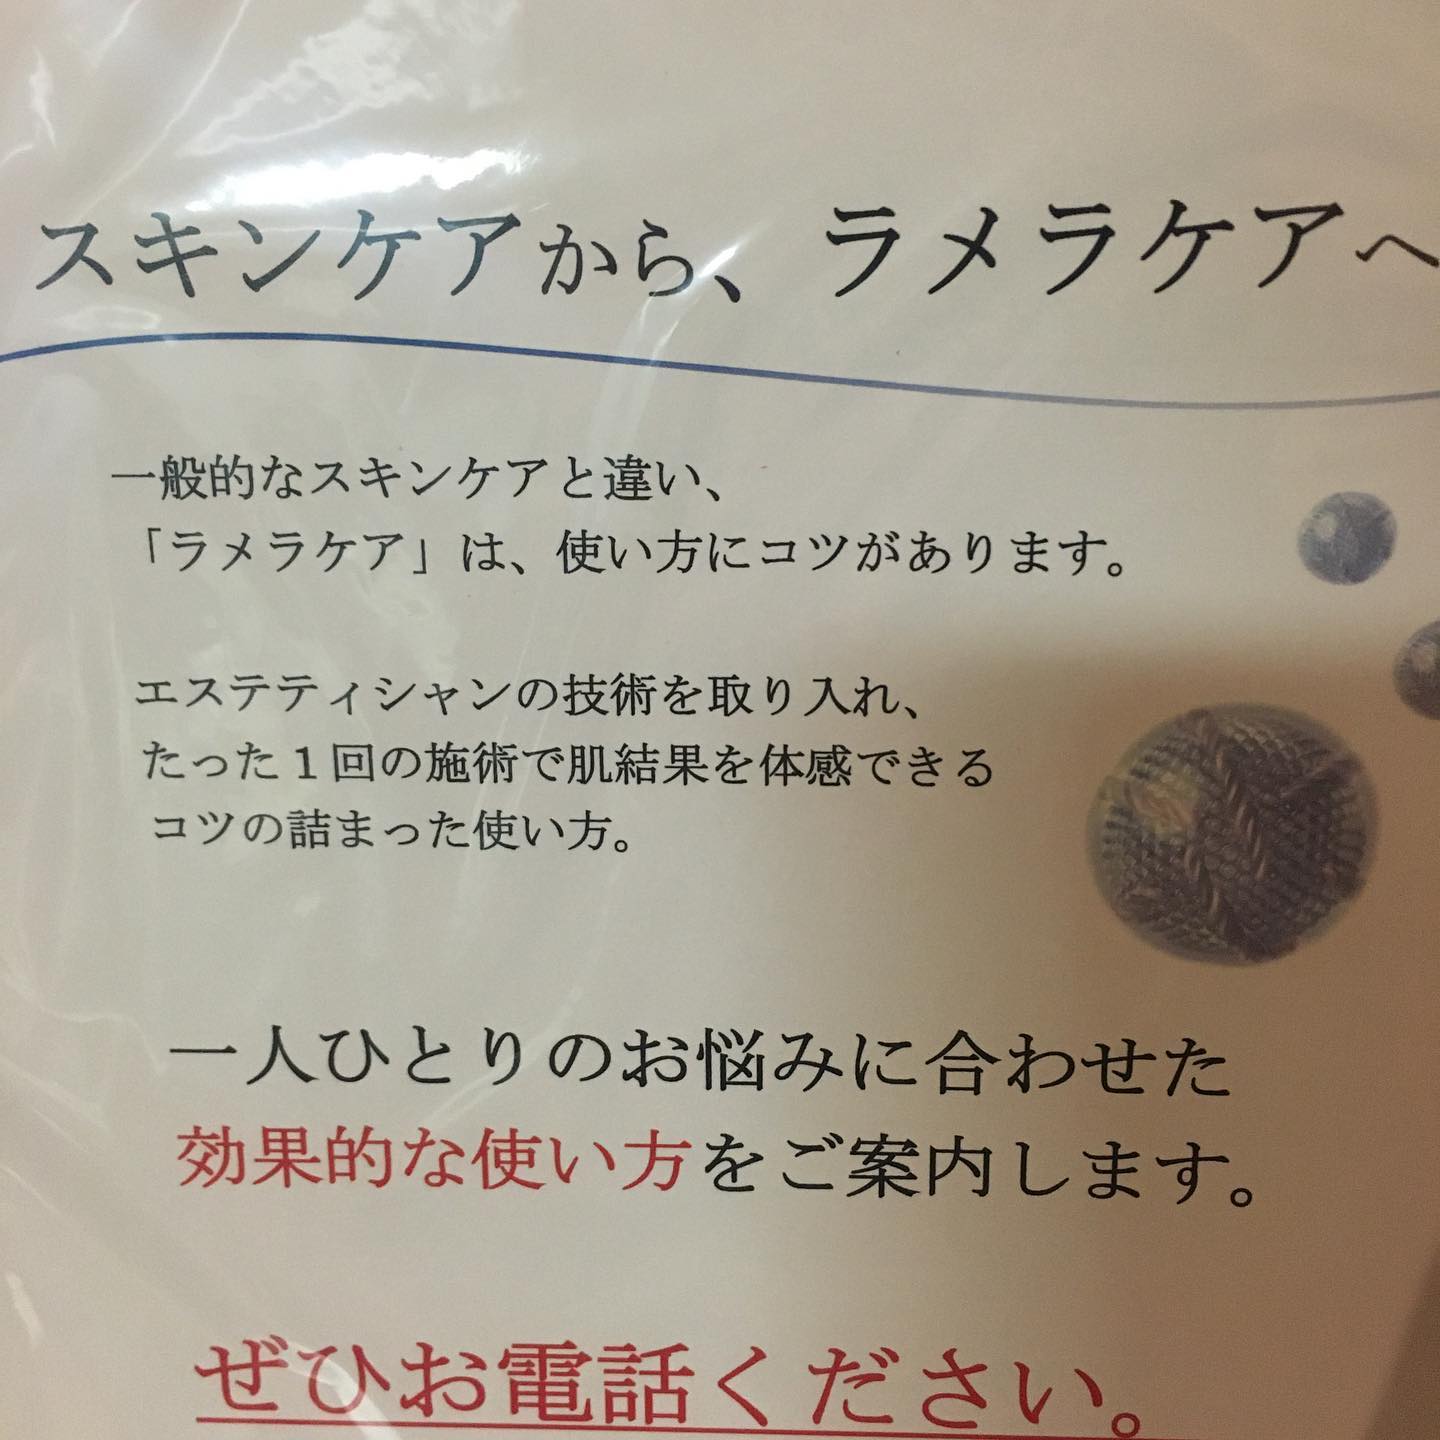 スキンケアから、ラメラケアへ
一般的なスキンケアと違い、
「ラメラケア」は、使い方にコツがあります。
エステティシャンの技術を取り入れ、
たった１回の施術で肌結果を体感できる
コツの詰まった使い方。
一人ひとりのお悩みに合わせた
効果的な使い方をご案内します。
ぜひお電話ください。